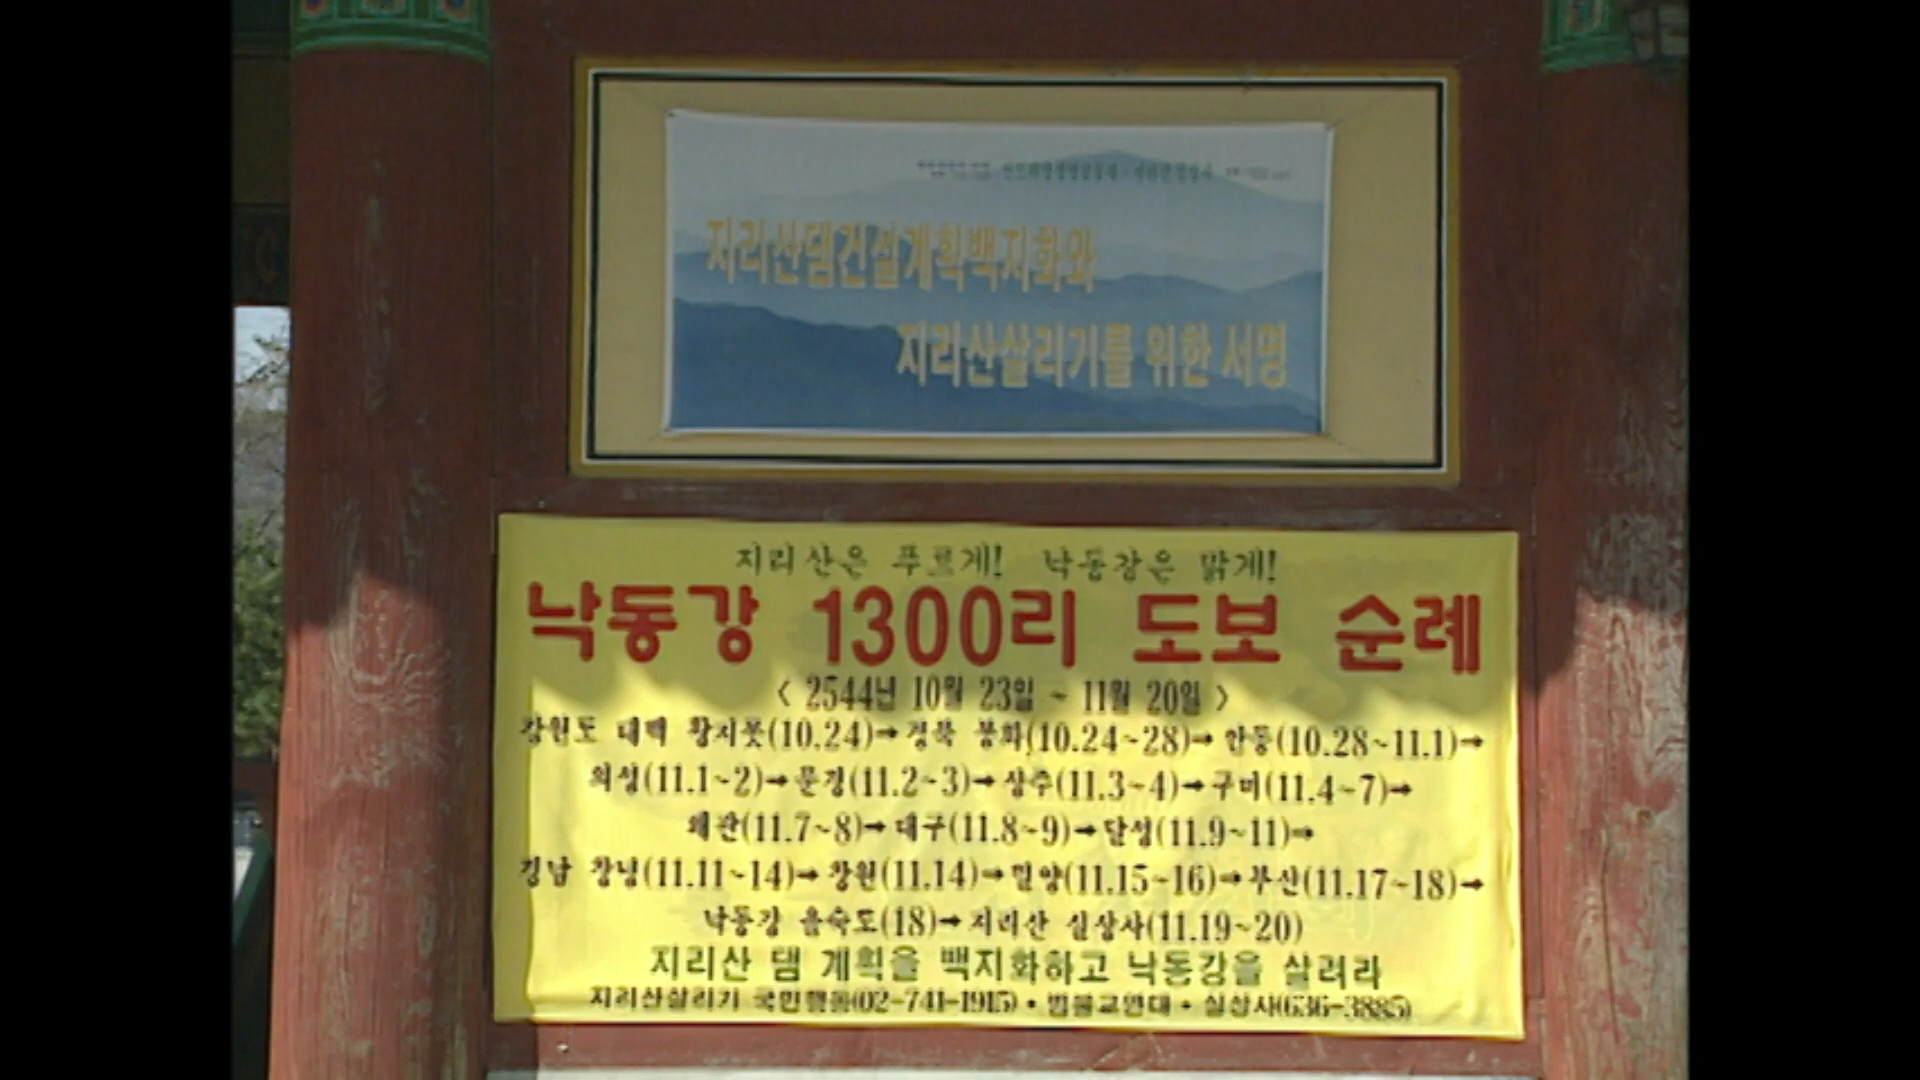 지리산댐건설계획백지화와
지리산살리기를 위한 서명
지리산은 푸르게! 낙동강은 맑게!
낙동강 1300리 도보 순례
< 2544년 10월 23일 ~ 11월 20일 >
강원도 태백 황지못(10.24)→경북 봉화(10.24~28)→안동(10.28~11.1)→
의성(11.1~2)→문경(11.2~3)→상주(11.3~4)→구미(11.4~7)→
왜관(11.7~8)→대구(11.8~9)→달성(11.9~11)→
경남 창녕(11.11~14)→창원(11.14)→밀양(11.15~16)→부산(11.17~18)→
낙동강 을숙도(18)→지리산 실상사(11.19~20)
지리산 댐 계획을 백지화하고 낙동강을 살려라
지리산살리기 국민행동(02-741-1915)・범불교연대・실상사(636-3885)